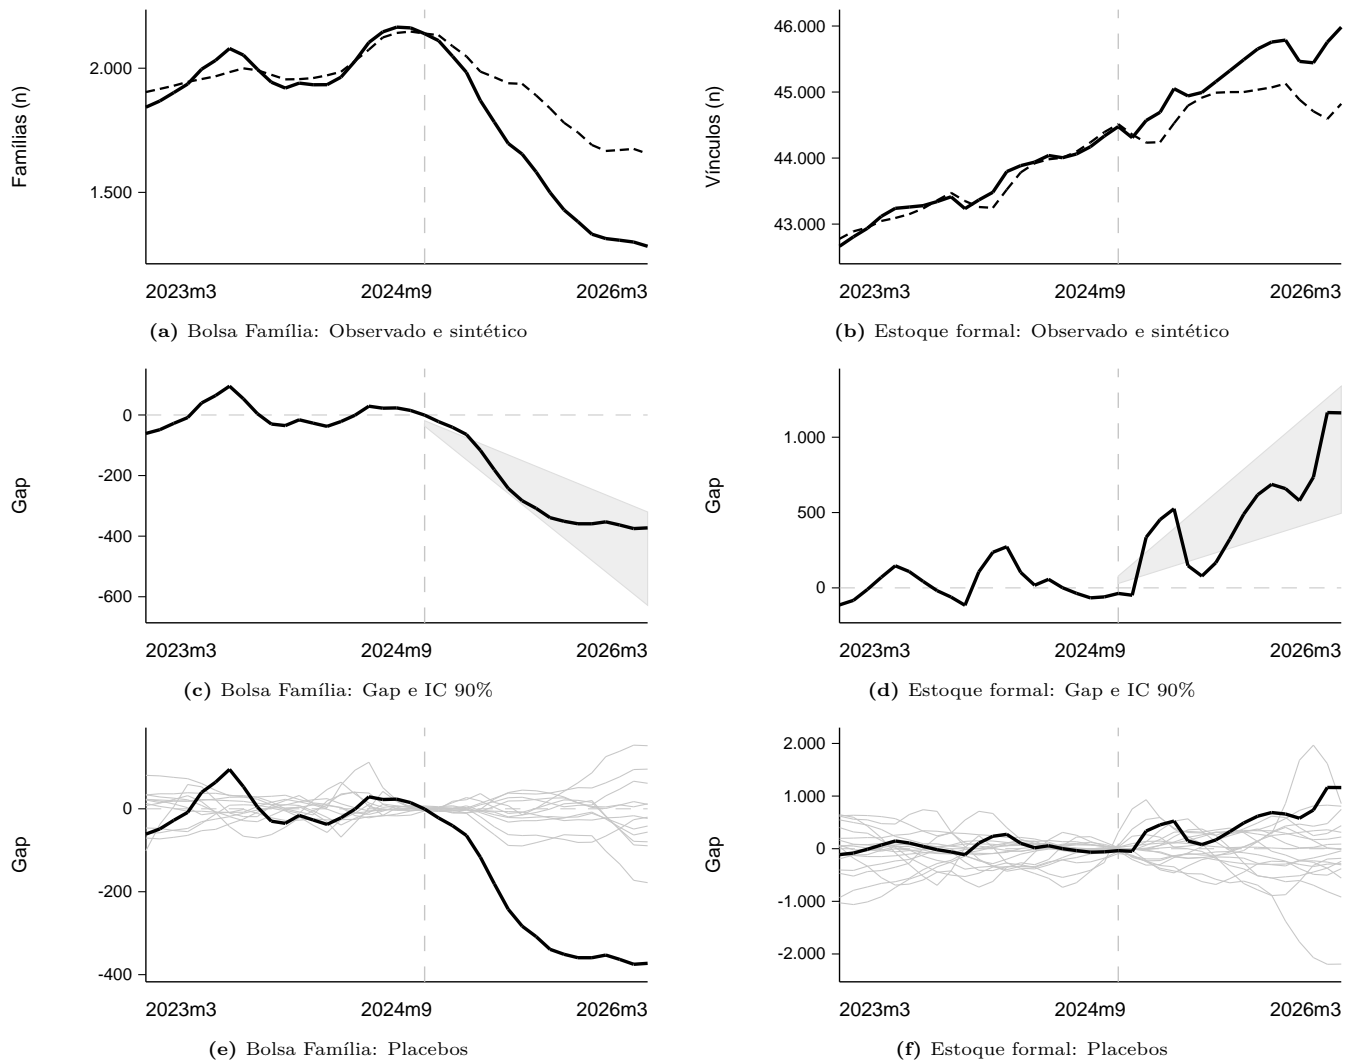 Famílias (n)
2.000
1.500
2023m3 2024m9 2026m3
(a) Bolsa Família: Observado e sintético
Vínculos (n)
46.000
45.000
44.000
43.000
2023m3 2024m9 2026m3
(b) Estoque formal: Observado e sintético
Gap
0
-200
-400
-600
2023m3 2024m9 2026m3
(c) Bolsa Família: Gap e IC 90%
Gap
1.000
500
0
2023m3 2024m9 2026m3
(d) Estoque formal: Gap e IC 90%
Gap
0
-200
-400
2023m3 2024m9 2026m3
(e) Bolsa Família: Placebos
Gap
2.000
1.000
0
-1.000
-2.000
2023m3 2024m9 2026m3
(f) Estoque formal: Placebos